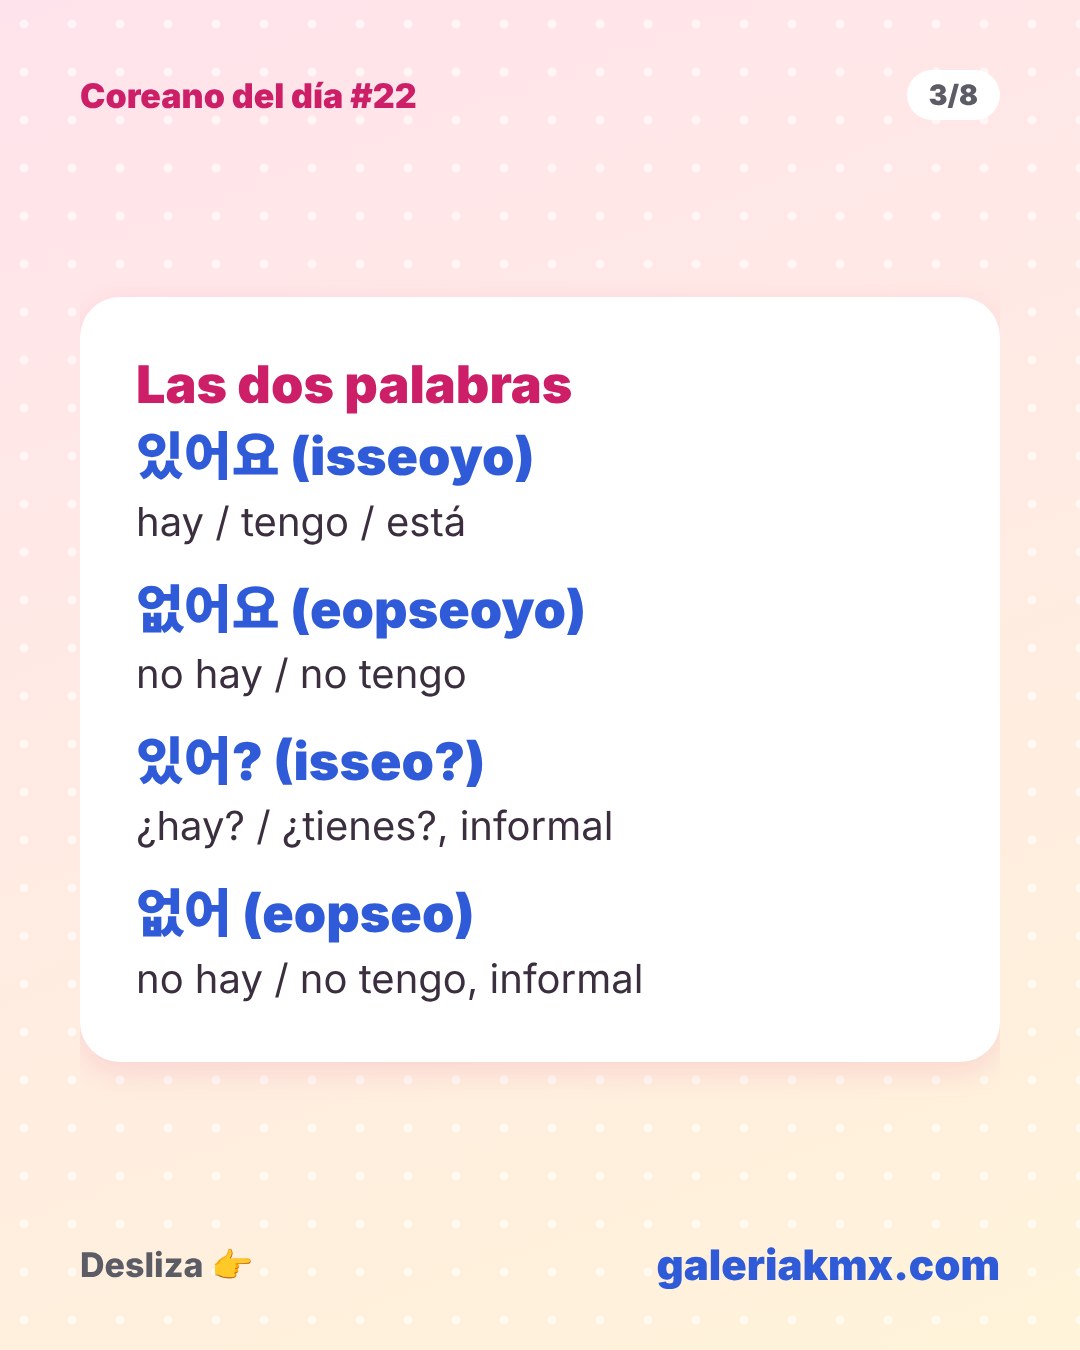 Coreano del día #22
3/8
Las dos palabras
있어요 (isseoyo)
hay / tengo / está
없어요 (eopseoyo)
no hay / no tengo
있어? (isseo?)
¿hay? / ¿tienes?, informal
없어 (eopseo)
no hay / no tengo, informal
Desliza 👉
galeriakmx.com